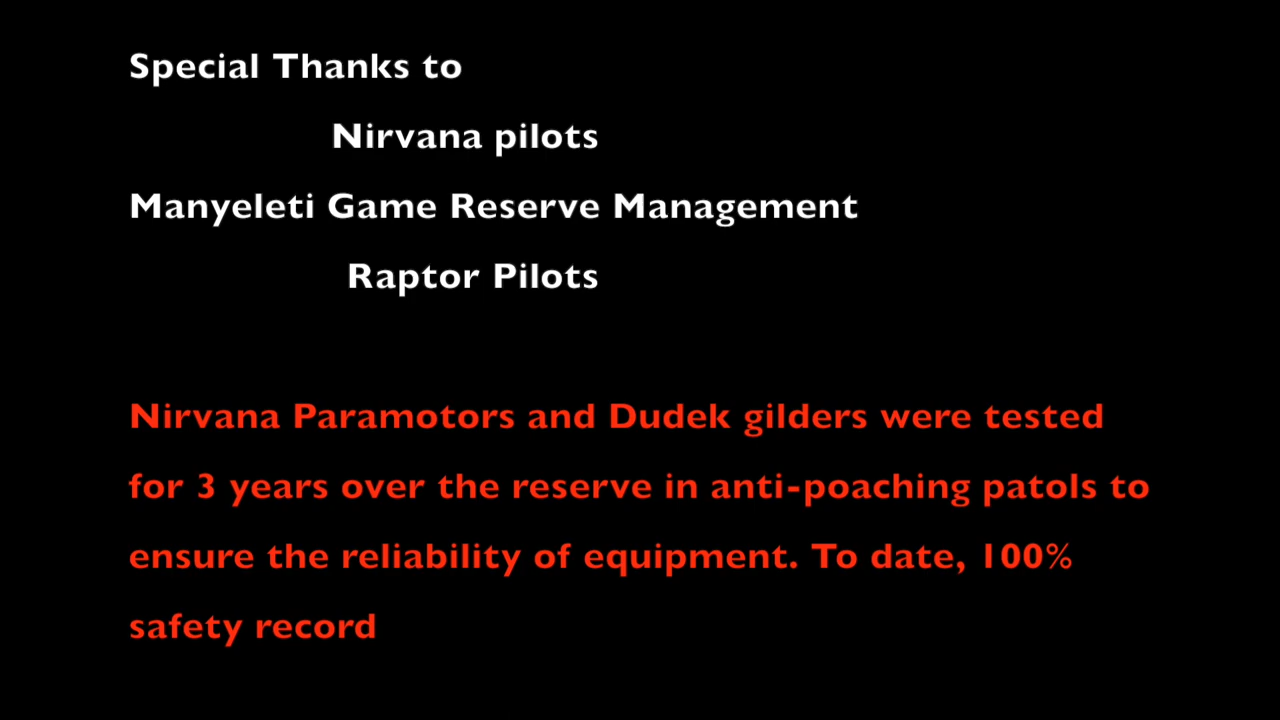 Special Thanks to
Nirvana pilots
Manyeleti Game Reserve Management
Raptor Pilots
Nirvana Paramotors and Dudek gilders were tested
for 3 years over the reserve in anti-poaching patols to
ensure the reliability of equipment. To date, 100%
safety record